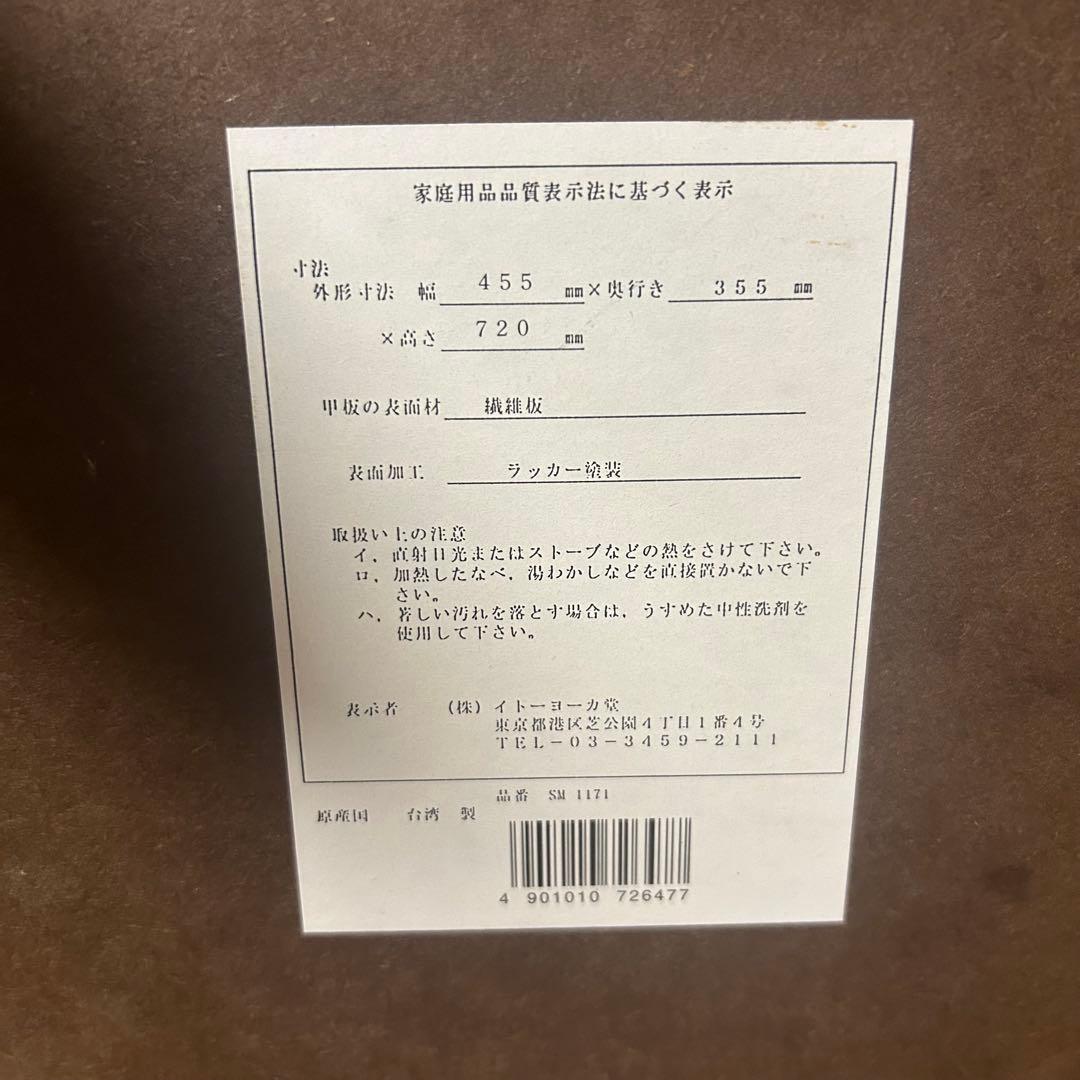 家庭用品品質表示法に基づく表示
寸法
外形寸法 幅 455 mm×奥行き 355 mm
×高さ 720 mm
甲板の表面材 繊維板
表面加工 ラッカー塗装
取扱い上の注意
イ．直射日光またはストーブなどの熱をさけて下さい。
ロ．加熱したなべ，湯わかしなどを直接置かないで下
さい。
ハ．著しい汚れを落とす場合は，うすめた中性洗剤を
使用して下さい。
表示者 (株) イトーヨーカ堂
東京都港区芝公園4丁目1番4号
TEL－03－3459－2111
品番 SM 1171
原産国 台湾 製
4 901010 726477